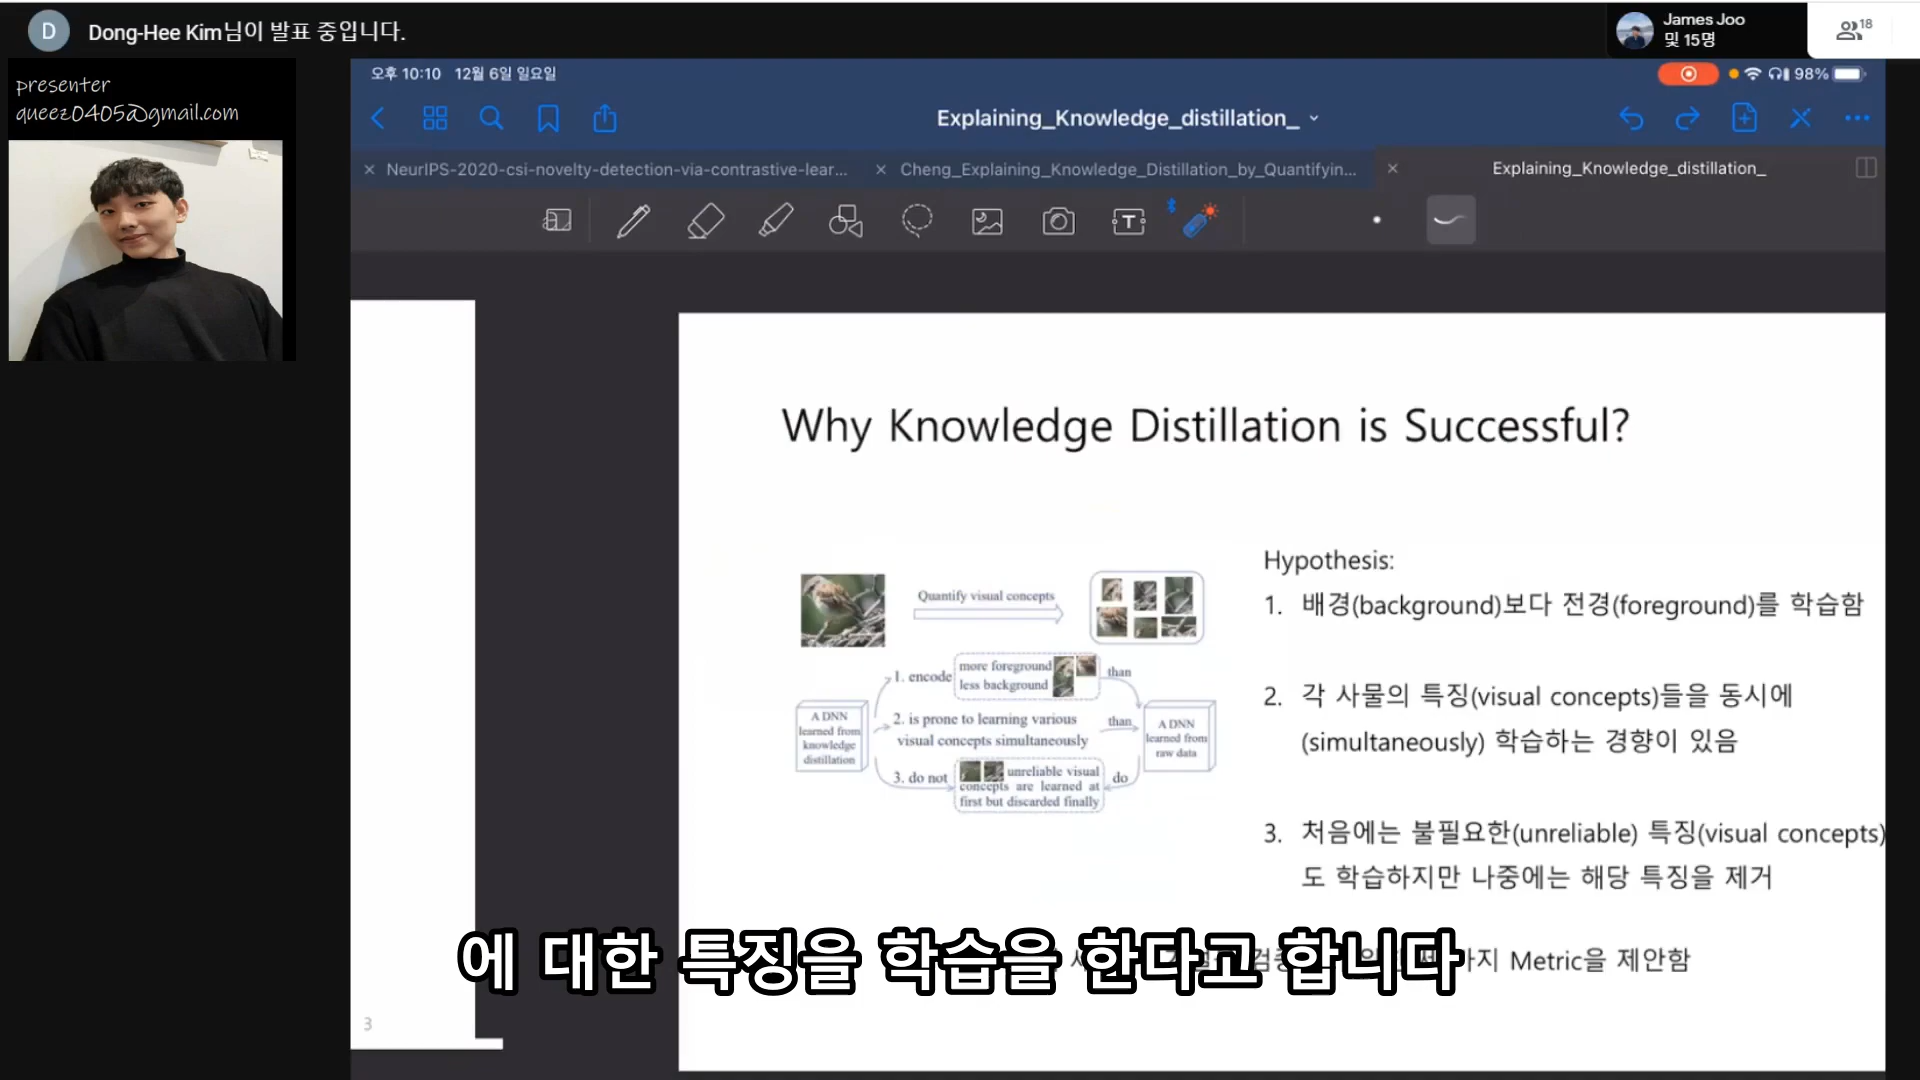 D
Dong-Hee Kim님이 발표 중입니다.
James Joo
및 15명
18
presenter
queez0405@gmail.com
오후 10:10 12월 6일 일요일
98%
Explaining_Knowledge_distillation_
NeurIPS-2020-csi-novelty-detection-via-contrastive-lear...
Cheng_Explaining_Knowledge_Distillation_by_Quantifyin...
Explaining_Knowledge_distillation_
T
Why Knowledge Distillation is Successful?
Quantify visual concepts
1. encode
more foreground
less background
than
A DNN
learned from
knowledge
distillation
2. is prone to learning various
visual concepts simultaneously
than
A DNN
learned from
raw data
3. do not
unreliable visual
concepts are learned at
first but discarded finally
do
Hypothesis:
1. 배경(background)보다 전경(foreground)를 학습함
2. 각 사물의 특징(visual concepts)들을 동시에
(simultaneously) 학습하는 경향이 있음
3. 처음에는 불필요한(unreliable) 특징(visual concepts)
도 학습하지만 나중에는 해당 특징을 제거
Metric을 제안함
에 대한 특징을 학습을 한다고 합니다
3